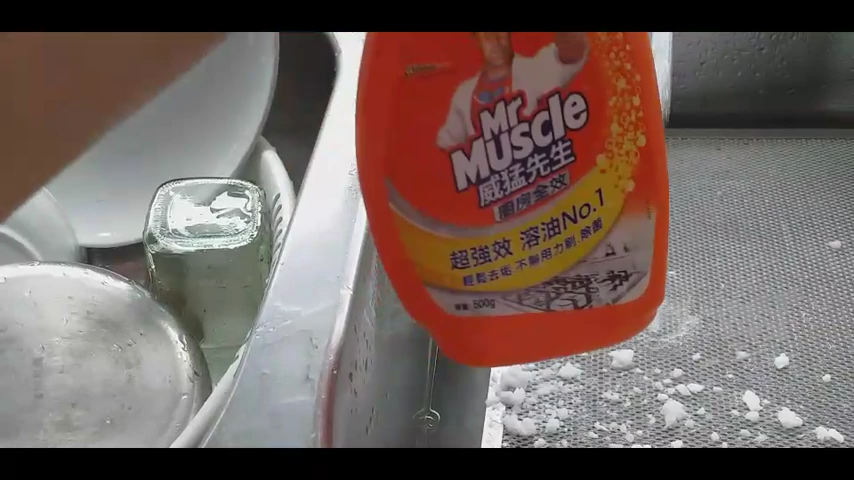 Mr
Muscle
威猛先生
廚房全效
超強效 溶油No.1
輕鬆去垢 不需用力刷 除菌
500g